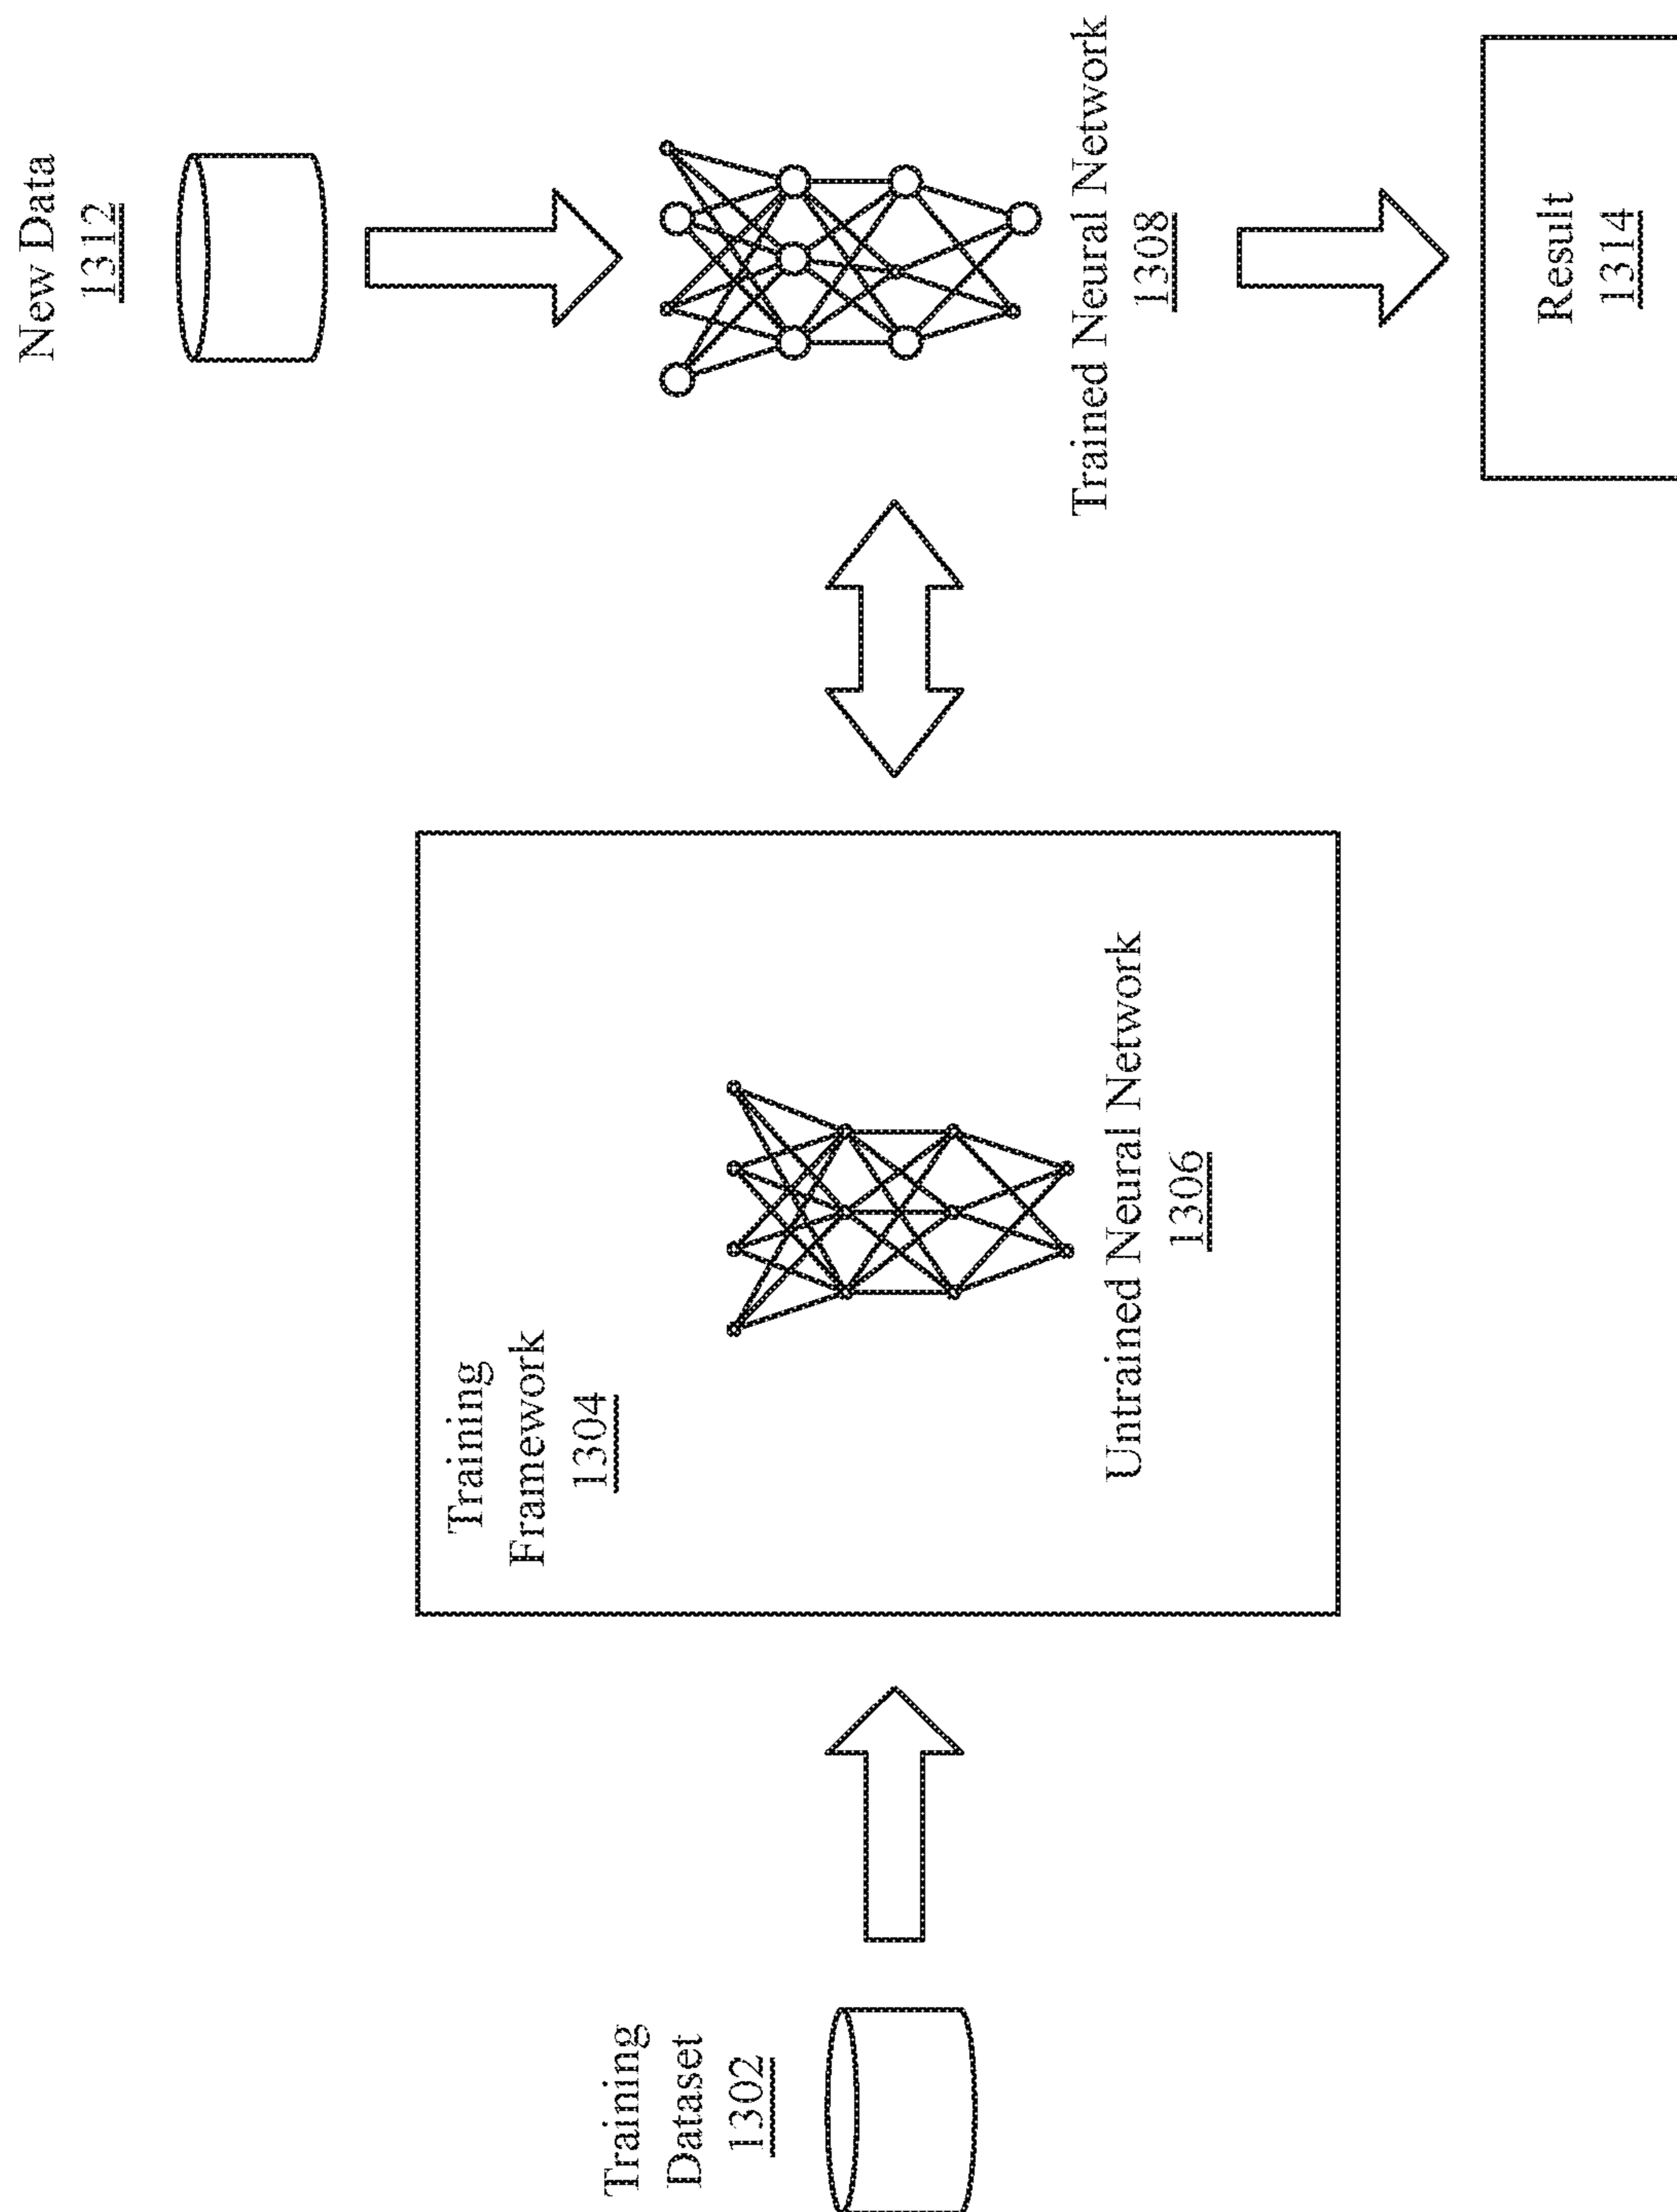 Training
Dataset
1302
Training
Framework
1304
Untrained Neural Network
1306
New Data
1312
Trained Neural Network
1308
Result
1314